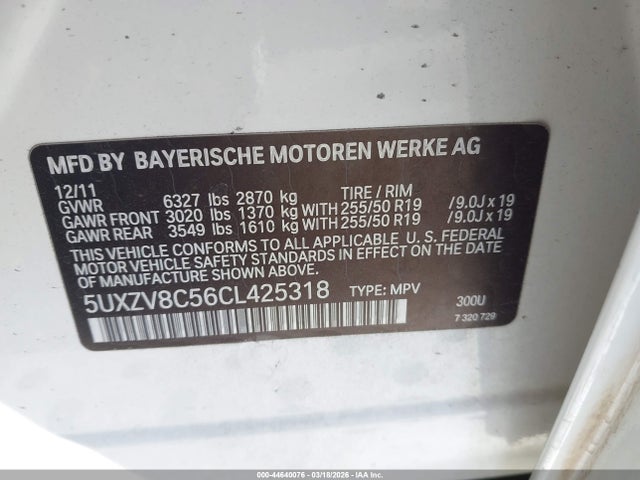 MFD BY BAYERISCHE MOTOREN WERKE AG
12/11 TIRE / RIM
GVWR 6327 lbs 2870 kg
GAWR FRONT 3020 lbs 1370 kg WITH 255/50 R19 /9.0J x 19
GAWR REAR 3549 lbs 1610 kg WITH 255/50 R19 /9.0J x 19
THIS VEHICLE CONFORMS TO ALL APPLICABLE U. S. FEDERAL
MOTOR VEHICLE SAFETY STANDARDS IN EFFECT ON THE DATE
OF MANUFACTURE SHOWN ABOVE.
5UXZV8C56CL425318 TYPE: MPV 300U
7 320 729
000-44640076 - 03/18/2026 - IAA Inc.